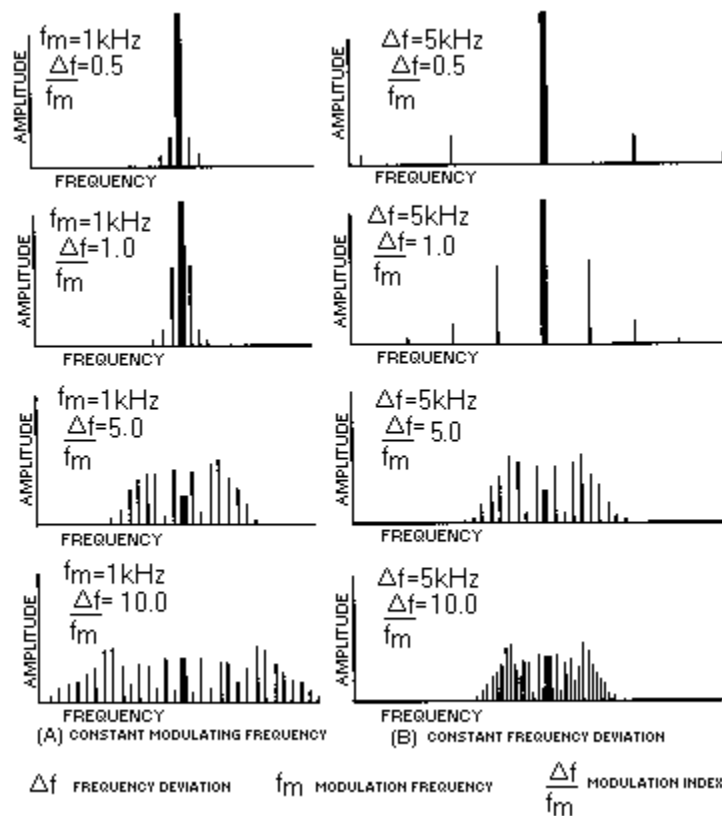 AMPLITUDE
fm=1kHz
Δf=0.5
fm
FREQUENCY
AMPLITUDE
Δf=5kHz
Δf=0.5
fm
FREQUENCY
AMPLITUDE
fm=1kHz
Δf=1.0
fm
FREQUENCY
AMPLITUDE
Δf=5kHz
Δf=1.0
fm
FREQUENCY
AMPLITUDE
fm=1kHz
Δf=5.0
fm
FREQUENCY
AMPLITUDE
Δf=5kHz
Δf= 5.0
fm
FREQUENCY
AMPLITUDE
fm=1kHz
Δf= 10.0
fm
FREQUENCY
AMPLITUDE
Δf=5kHz
Δf=10.0
fm
FREQUENCY
(A) CONSTANT MODULATING FREQUENCY
(B) CONSTANT FREQUENCY DEVIATION
Δf FREQUENCY DEVIATION
fm MODULATION FREQUENCY
Δf
fm MODULATION INDEX